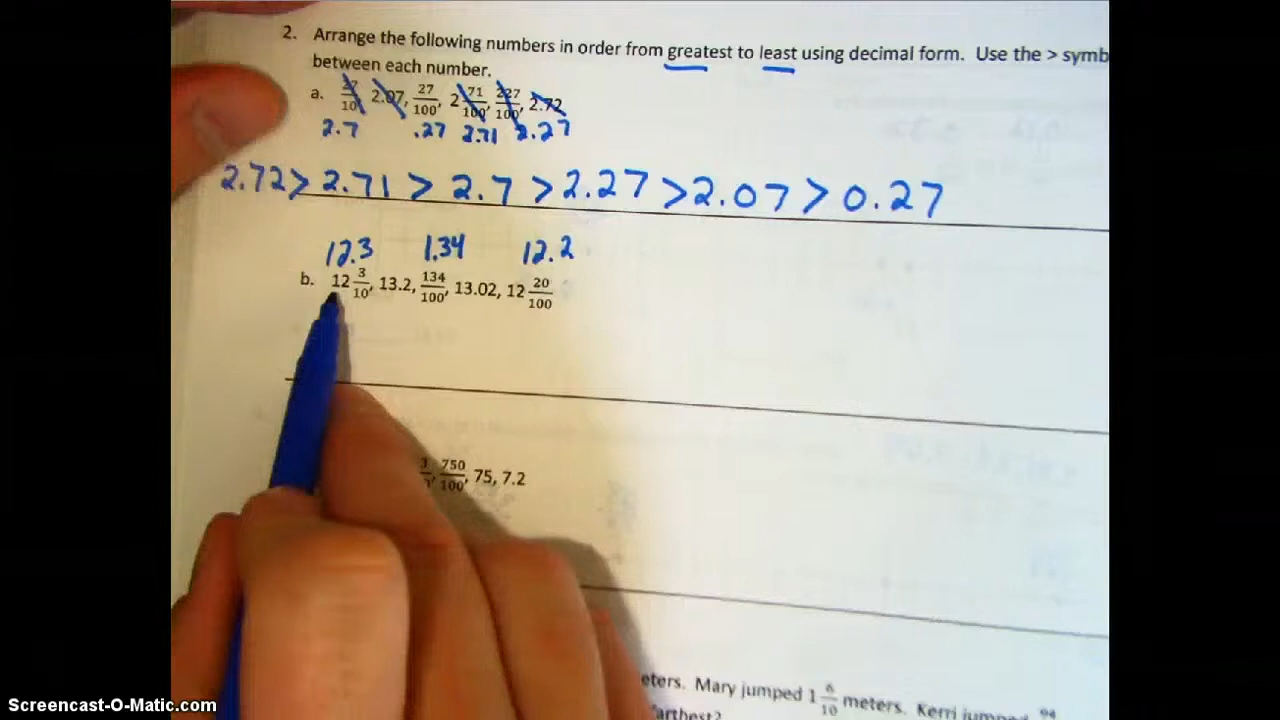 2. Arrange the following numbers in order from greatest to least using decimal form. Use the > symb
between each number.
a. 27/10, 2.07, 27/100, 2 71/100, 227/100, 2.72
2.7 .27 2.71 2.27
2.72 > 2.71 > 2.7 > 2.27 > 2.07 > 0.27
12.3 1.34 12.2
b. 12 3/10, 13.2, 134/100, 13.02, 12 20/100
750/100, 75, 7.2
eters. Mary jumped 1 6/10 meters. Kerri jumped
farthest?
Screencast-O-Matic.com